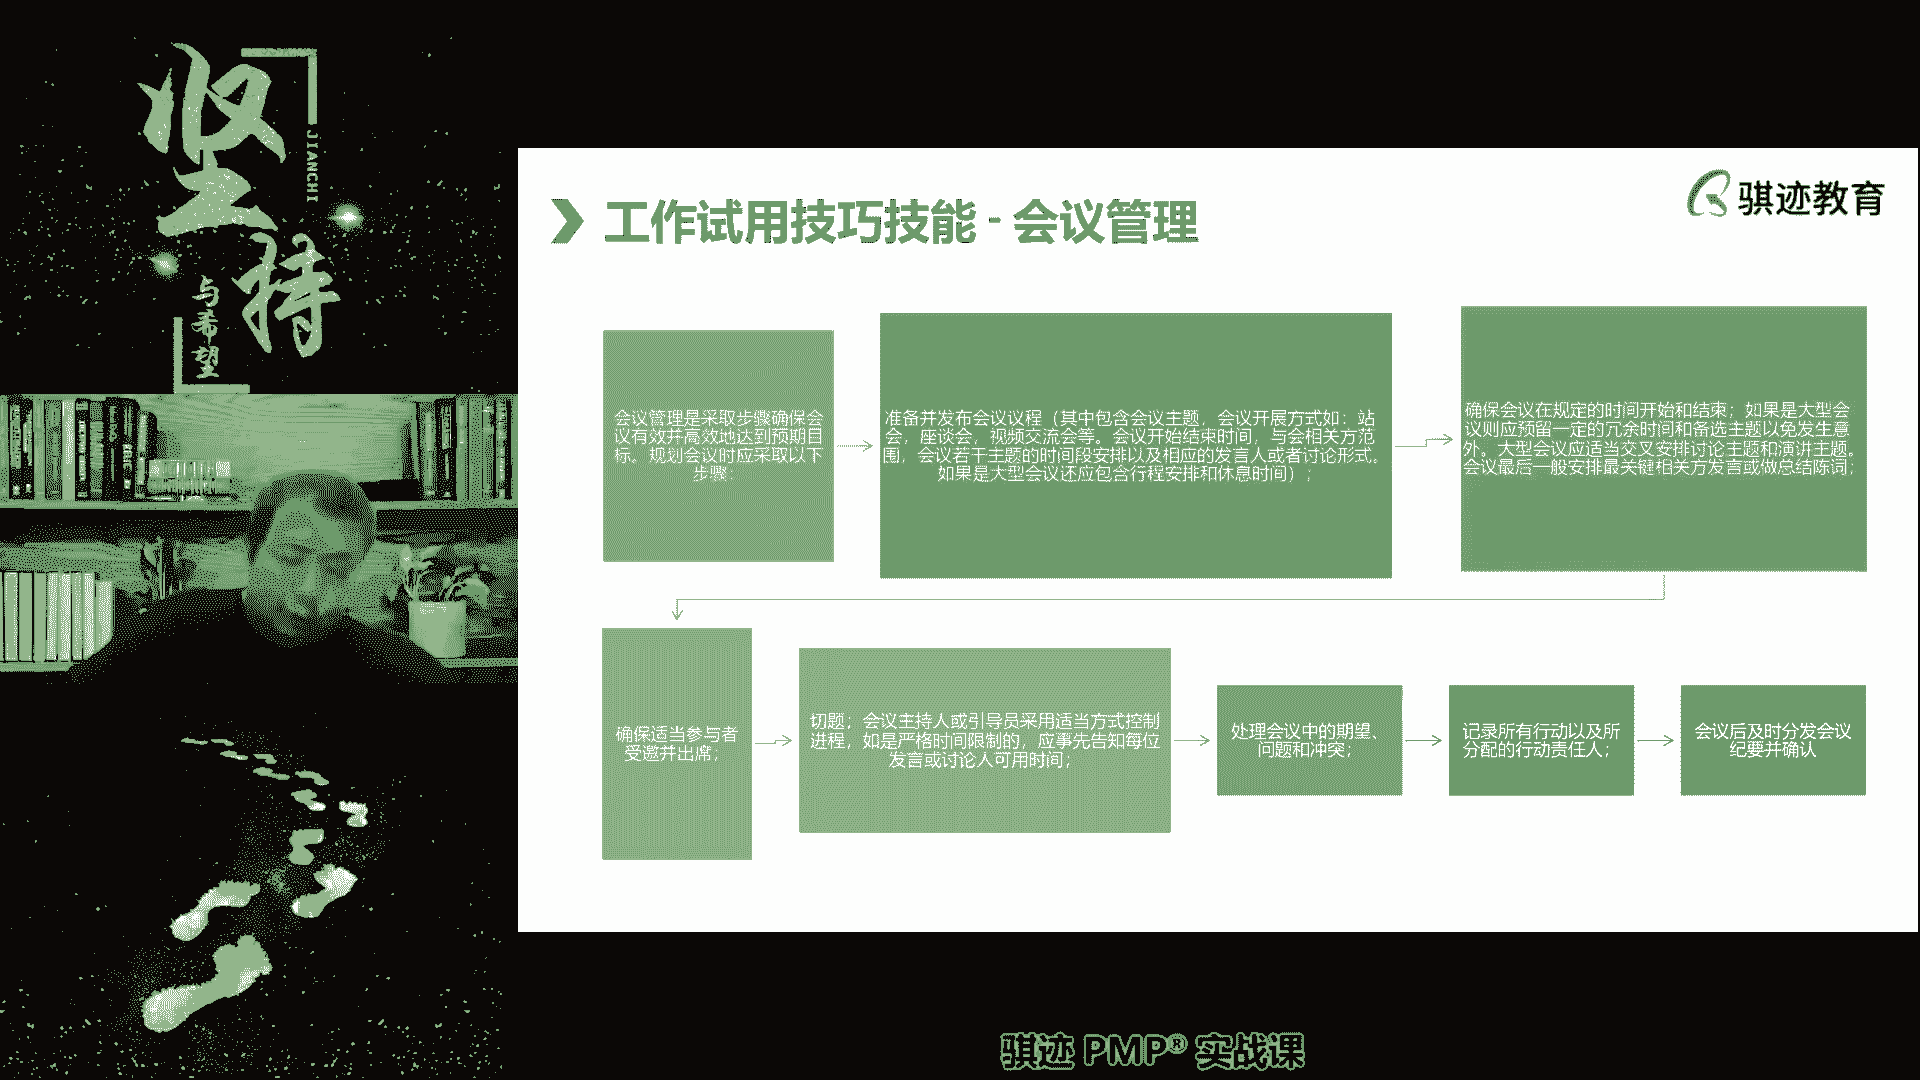 坚持
JIANCHI
与希望
骐迹教育
工作试用技巧技能 - 会议管理
会议管理是采取步骤确保会
议有效并高效地达到预期目
标。规划会议时应采取以下
步骤：
准备并发布会议议程（其中包含会议主题，会议开展方式如：站
会，座谈会，视频交流会等。会议开始结束时间，与会相关方范
围，会议若干主题的时间段安排以及相应的发言人或者讨论形式。
如果是大型会议还应包含行程安排和休息时间）；
确保会议在规定的时间开始和结束；如果是大型会
议则应预留一定的冗余时间和备选主题以免发生意
外。大型会议应适当交叉安排讨论主题和演讲主题。
会议最后一般安排最关键相关方发言或做总结陈词；
确保适当参与者
受邀并出席；
切题；会议主持人或引导员采用适当方式控制
进程，如是严格时间限制的，应事先告知每位
发言或讨论人可用时间；
处理会议中的期望、
问题和冲突；
记录所有行动以及所
分配的行动责任人；
会议后及时分发会议
纪要并确认
骐迹 PMP® 实战课